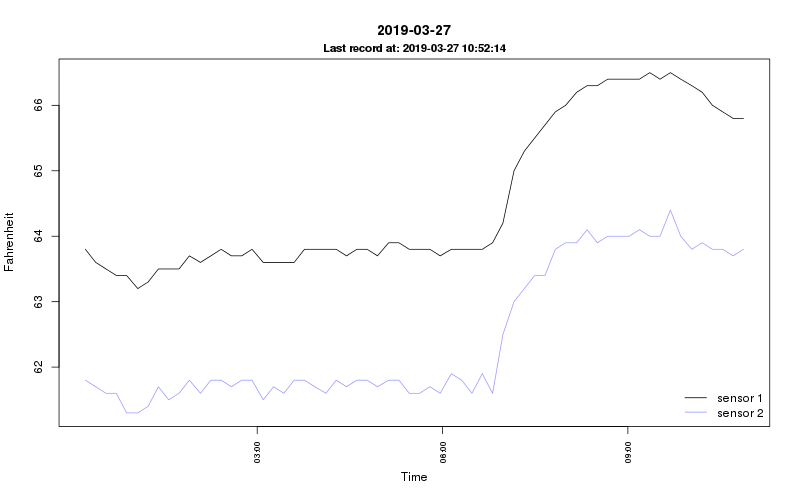 2019-03-27
Last record at: 2019-03-27 10:52:14
Fahrenheit
66
65
64
63
62
sensor 1
sensor 2
03:00
06:00
09:00
Time